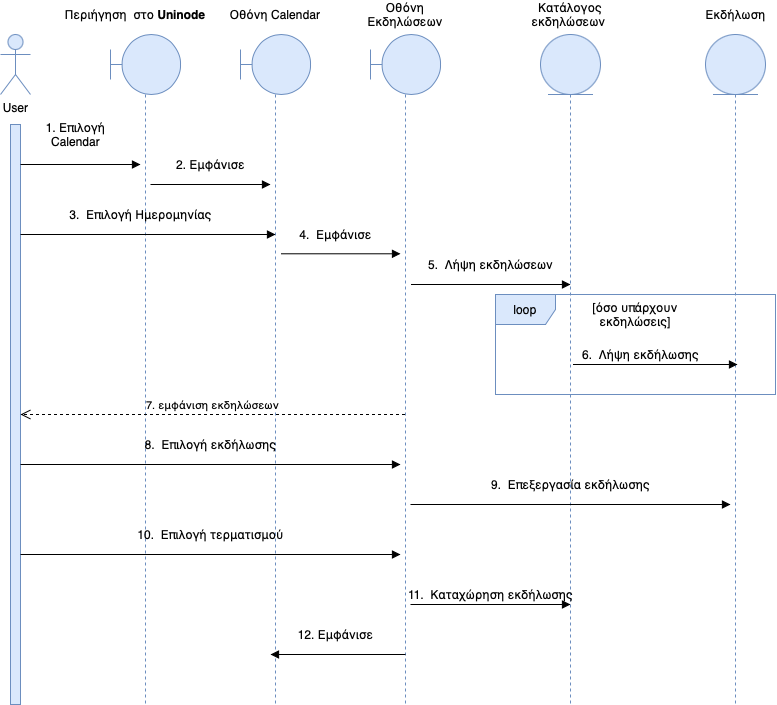 Περιήγηση στο Uninode
Οθόνη Calendar
Οθόνη
Εκδηλώσεων
Κατάλογος
εκδηλώσεων
Εκδήλωση
User
1. Επιλογή
Calendar
2. Εμφάνισε
3. Επιλογή Ημερομηνίας
4. Εμφάνισε
5. Λήψη εκδηλώσεων
loop
[όσο υπάρχουν
εκδηλώσεις]
6. Λήψη εκδήλωσης
7. εμφάνιση εκδηλώσεων
8. Επιλογή εκδήλωσης
9. Επεξεργασία εκδήλωσης
10. Επιλογή τερματισμού
11. Καταχώρηση εκδήλωσης
12. Εμφάνισε